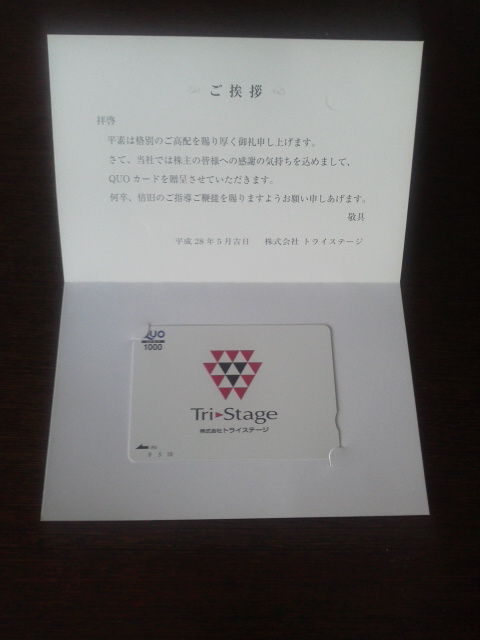 ご挨拶
拝啓
平素は格別のご高配を賜り厚く御礼申し上げます。
さて、当社では株主の皆様への感謝の気持ちを込めまして、
QUOカードを贈呈させていただきます。
何卒、倍旧のご指導ご鞭撻を賜りますようお願い申しあげます。
敬具
平成28年5月吉日 株式会社 トライステージ
QUO
1000
Tri Stage
株式会社トライステージ